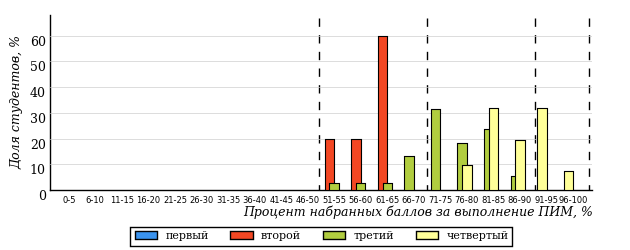 Доля студентов, %
60
50
40
30
20
10
0
0-5 6-10 11-15 16-20 21-25 26-30 31-35 36-40 41-45 46-50 51-55 56-60 61-65 66-70 71-75 76-80 81-85 86-90 91-95 96-100
Процент набранных баллов за выполнение ПИМ, %
первый второй третий четвертый